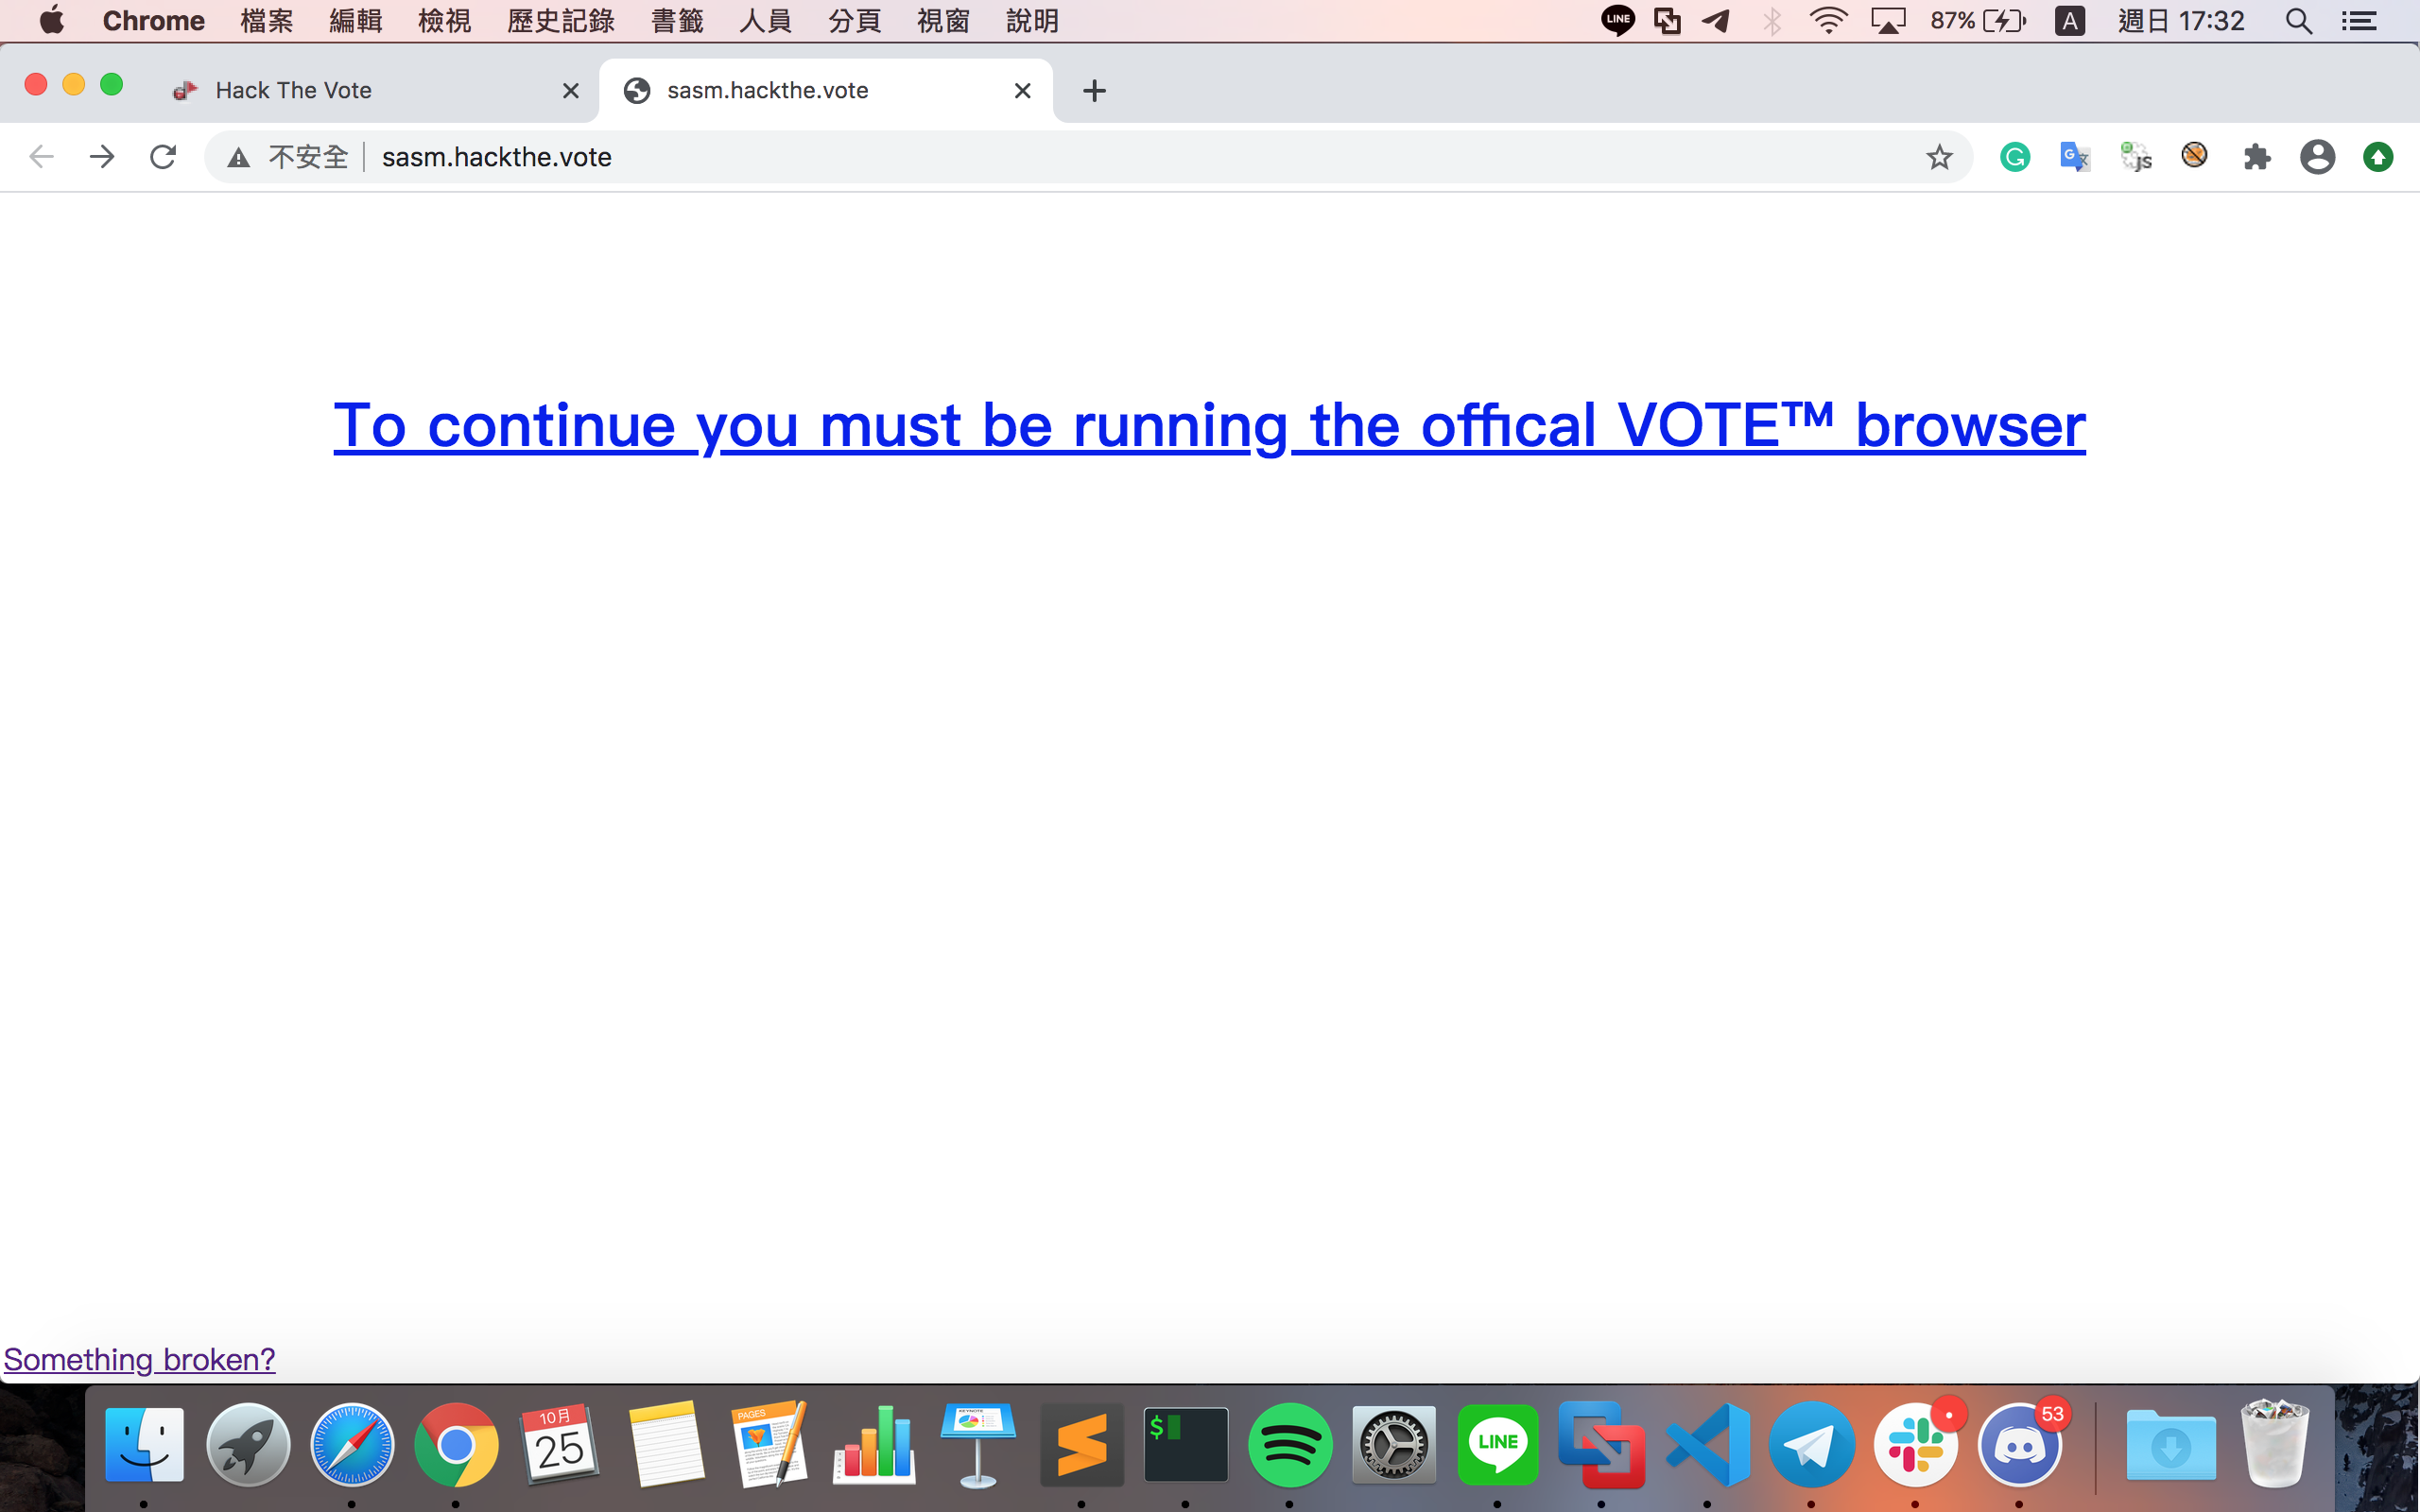 Chrome 檔案 編輯 檢視 歷史記錄 書籤 人員 分頁 視窗 說明 LINE 87% A 週日 17:32
Hack The Vote sasm.hackthe.vote
不安全 sasm.hackthe.vote
To continue you must be running the offical VOTE™ browser
Something broken?
10月
25
PAGES
KEYNOTE
$
LINE
53